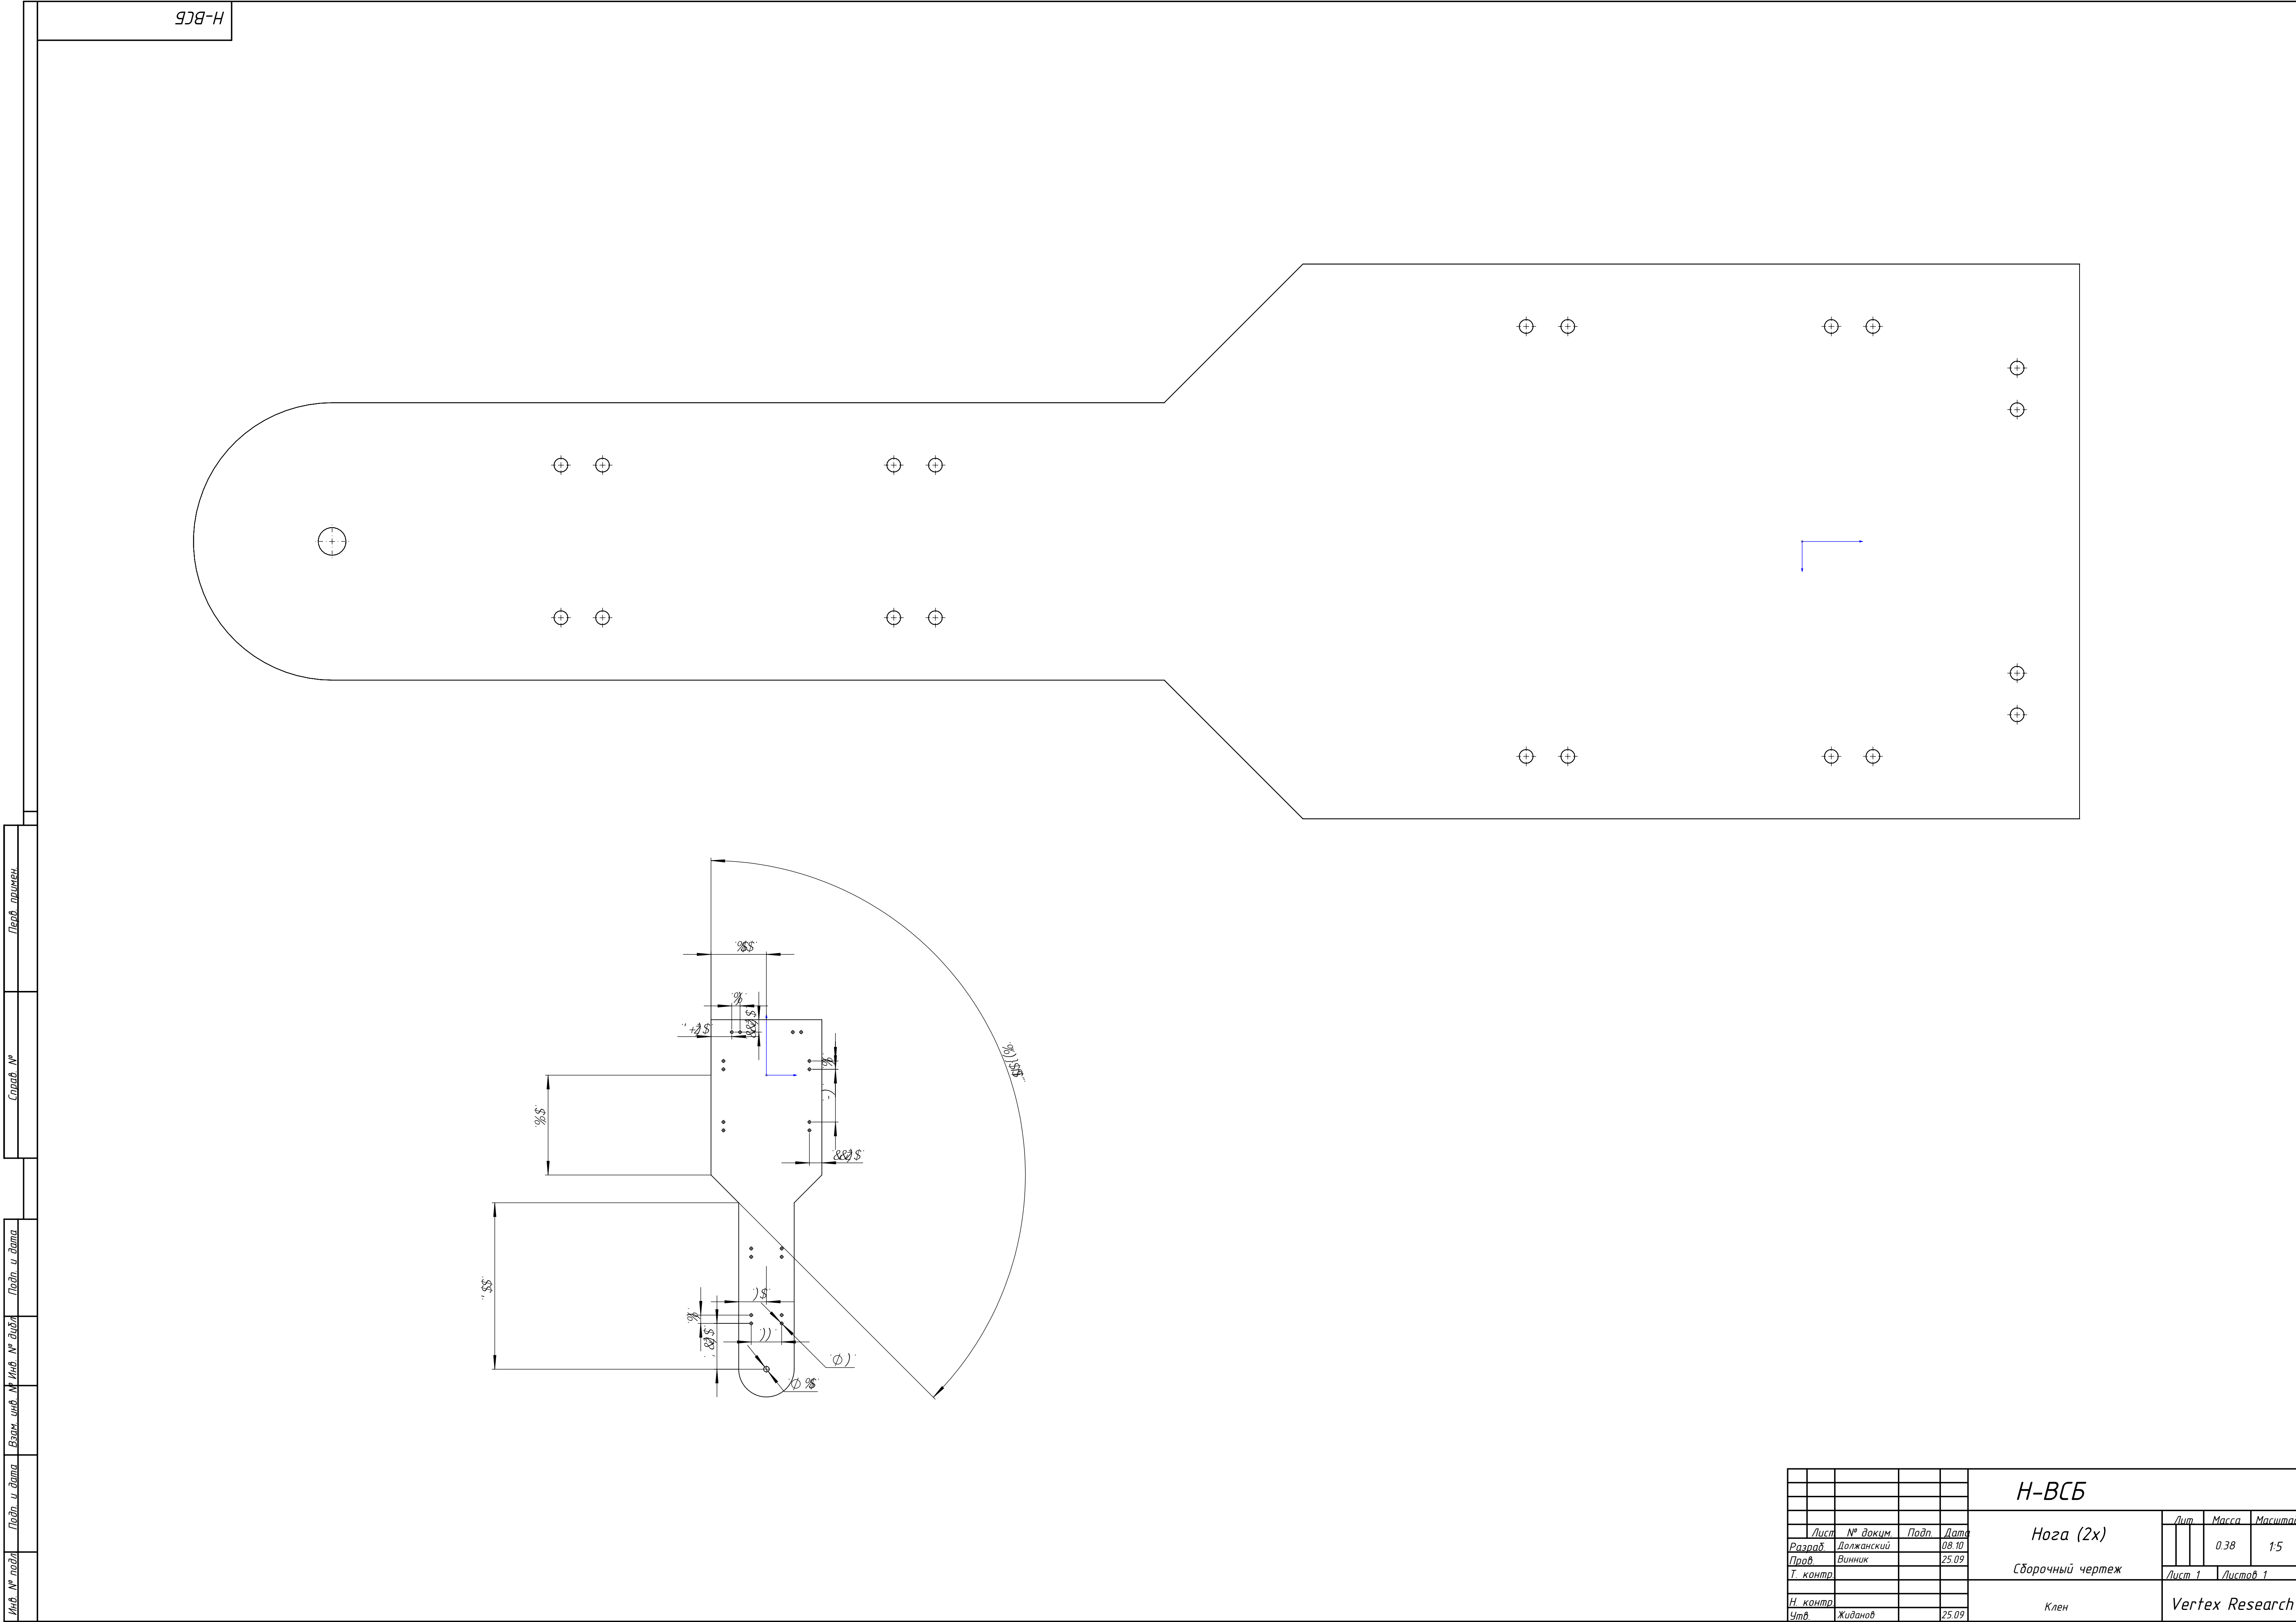 Н-ВСБ
Перв. примен.
Справ. №
Подп. и дата
Инв. № дубл.
Взам. инв. №
Подп. и дата
Инв. № подл.
.$$%.
.%.
.$(&&.
.%.
.$%.
.$(&&.
.$(.
.%.
.((.
.Ø(.
.Ø%$.
Н-ВСБ
Лист № докум. Подп. Дата
Разраб. Должанский 08.10
Пров. Винник 25.09
Т. контр.
Н. контр.
Утв. Жиданов 25.09
Нога (2х)
Сборочный чертеж
Клен
Лит. Масса
0.38 1:5
Лист 1 Листов 1
Vertex Research